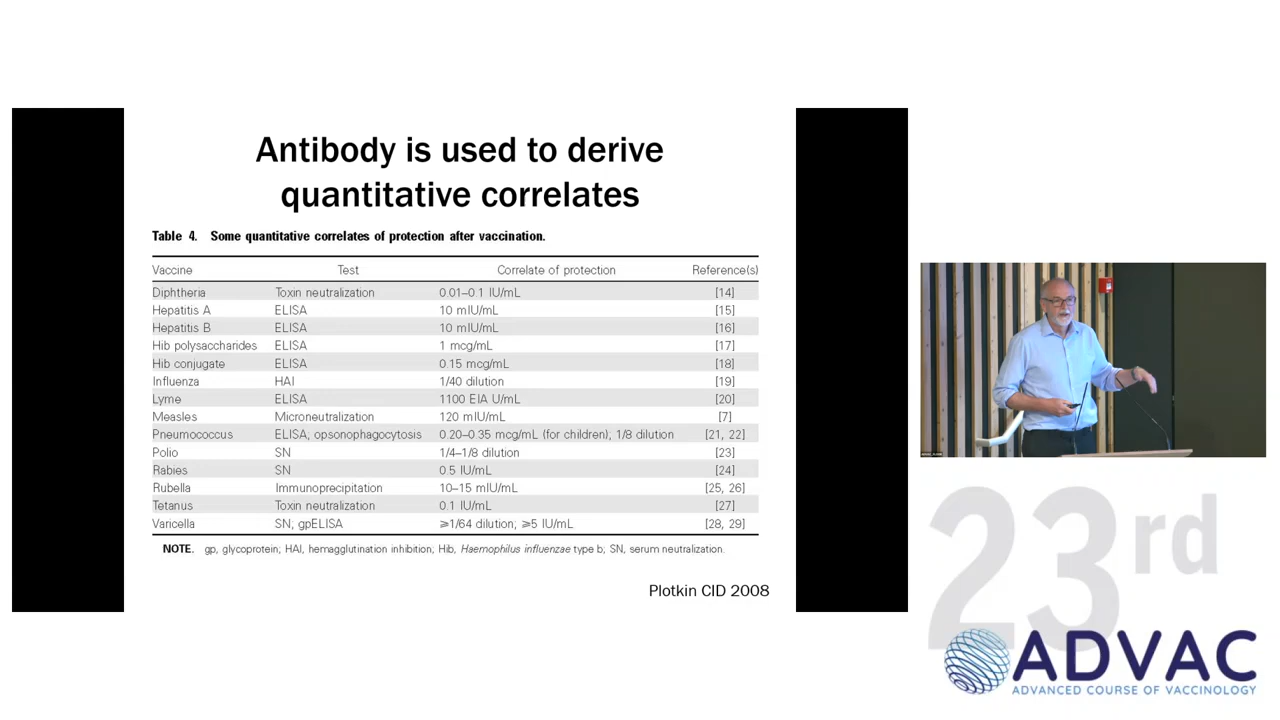 Antibody is used to derive
quantitative correlates
Table 4. Some quantitative correlates of protection after vaccination.
Vaccine Test Correlate of protection Reference(s)
Diphtheria Toxin neutralization 0.01–0.1 IU/mL [14]
Hepatitis A ELISA 10 mIU/mL [15]
Hepatitis B ELISA 10 mIU/mL [16]
Hib polysaccharides ELISA 1 mcg/mL [17]
Hib conjugate ELISA 0.15 mcg/mL [18]
Influenza HAI 1/40 dilution [19]
Lyme ELISA 1100 EIA U/mL [20]
Measles Microneutralization 120 mIU/mL [7]
Pneumococcus ELISA; opsonophagocytosis 0.20–0.35 mcg/mL (for children); 1/8 dilution [21, 22]
Polio SN 1/4–1/8 dilution [23]
Rabies SN 0.5 IU/mL [24]
Rubella Immunoprecipitation 10–15 mIU/mL [25, 26]
Tetanus Toxin neutralization 0.1 IU/mL [27]
Varicella SN; gpELISA ⩾1/64 dilution; ⩾5 IU/mL [28, 29]
NOTE. gp, glycoprotein; HAI, hemagglutination inhibition, Hib, Haemophilus influenzae type b; SN, serum neutralization.
Plotkin CID 2008
23rd
ADVAC
ADVANCED COURSE OF VACCINOLOGY